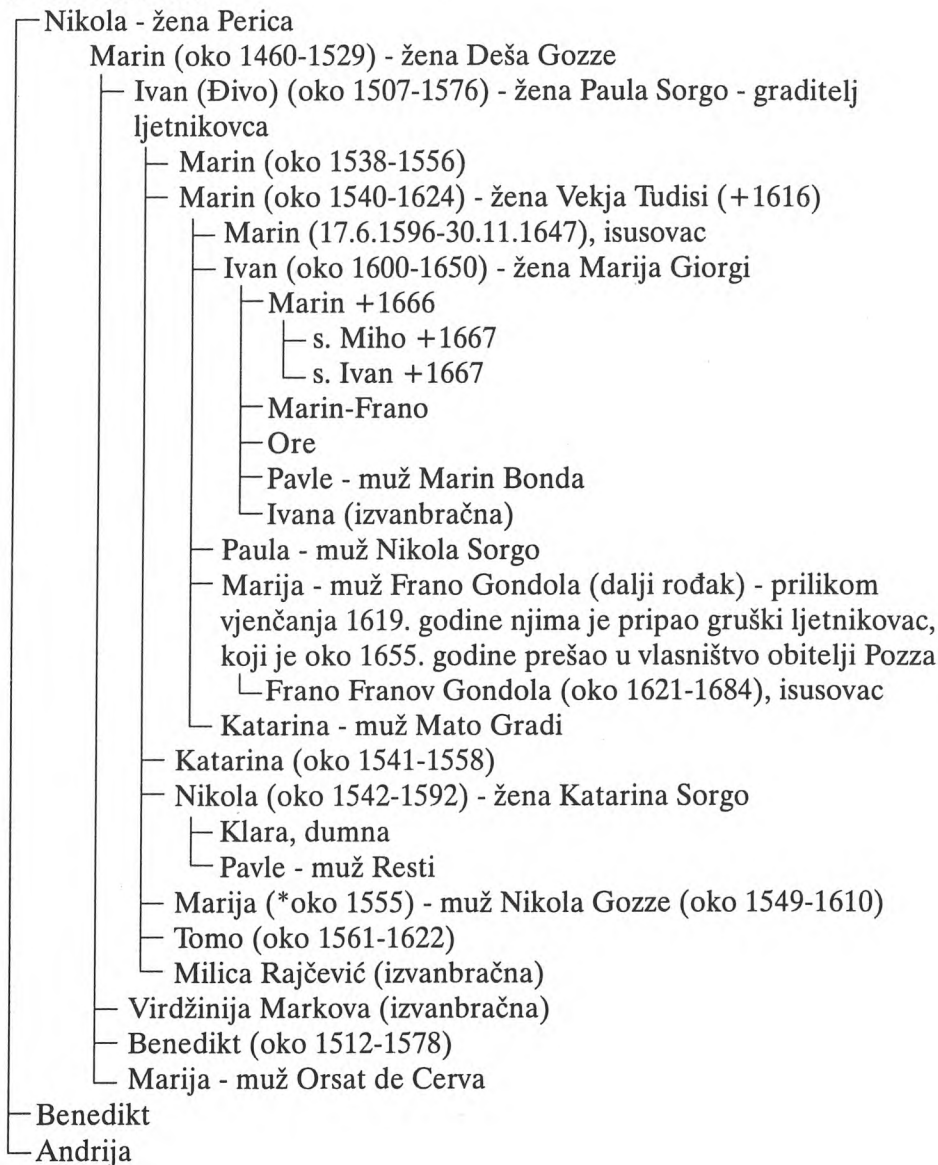 Nikola - žena Perica
Marin (oko 1460-1529) - žena Deša Gozze
Ivan (Đivo) (oko 1507-1576) - žena Paula Sorgo - graditelj
ljetnikovca
Marin (oko 1538-1556)
Marin (oko 1540-1624) - žena Vekja Tudisi (+1616)
Marin (17.6.1596-30.11.1647), isusovac
Ivan (oko 1600-1650) - žena Marija Giorgi
Marin +1666
s. Miho +1667
s. Ivan +1667
Marin-Frano
Ore
Pavle - muž Marin Bonda
Ivana (izvanbračna)
Paula - muž Nikola Sorgo
Marija - muž Frano Gondola (dalji rođak) - prilikom
vjenčanja 1619. godine njima je pripao gruški ljetnikovac,
koji je oko 1655. godine prešao u vlasništvo obitelji Pozza
Frano Franov Gondola (oko 1621-1684), isusovac
Katarina - muž Mato Gradi
Katarina (oko 1541-1558)
Nikola (oko 1542-1592) - žena Katarina Sorgo
Klara, dumna
Pavle - muž Resti
Marija (*oko 1555) - muž Nikola Gozze (oko 1549-1610)
Tomo (oko 1561-1622)
Milica Rajčević (izvanbračna)
Virdžinija Markova (izvanbračna)
Benedikt (oko 1512-1578)
Marija - muž Orsat de Cerva
Benedikt
Andrija